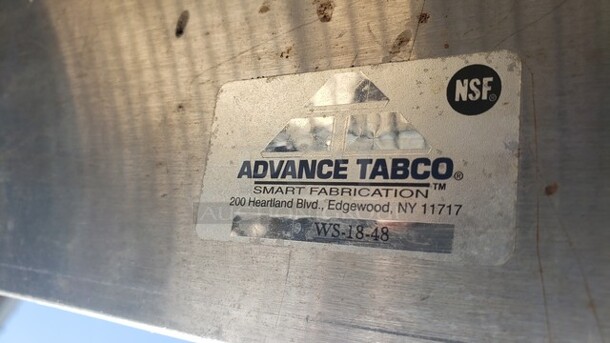 NSF®
ADVANCE TABCO®
SMART FABRICATION™
200 Heartland Blvd., Edgewood, NY 11717
WS-18-48